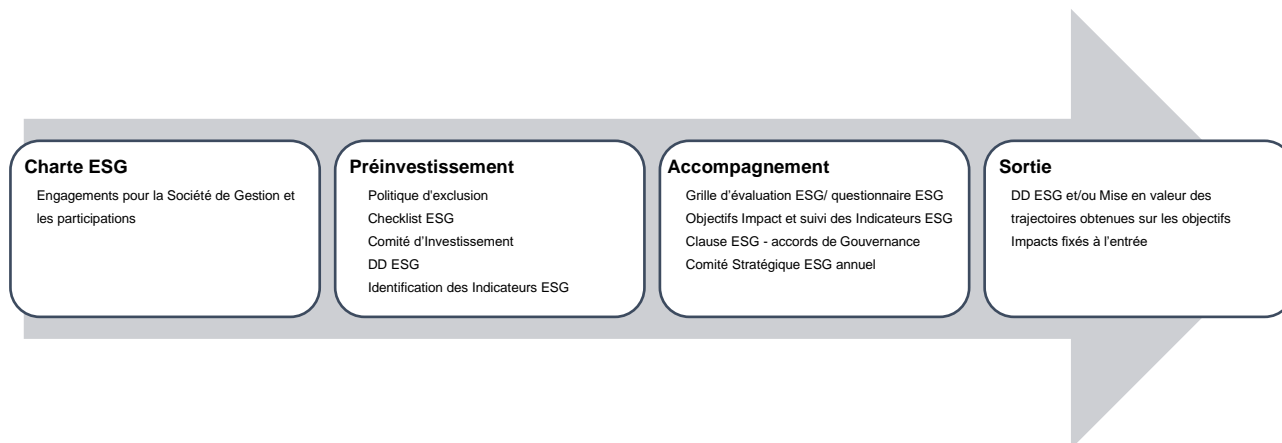 Charte ESG
Engagements pour la Société de Gestion et
les participations
Préinvestissement
Politique d'exclusion
Checklist ESG
Comité d’Investissement
DD ESG
Identification des Indicateurs ESG
Accompagnement
Grille d’évaluation ESG/ questionnaire ESG
Objectifs Impact et suivi des Indicateurs ESG
Clause ESG - accords de Gouvernance
Comité Stratégique ESG annuel
Sortie
DD ESG et/ou Mise en valeur des
trajectoires obtenues sur les objectifs
Impacts fixés à l’entrée